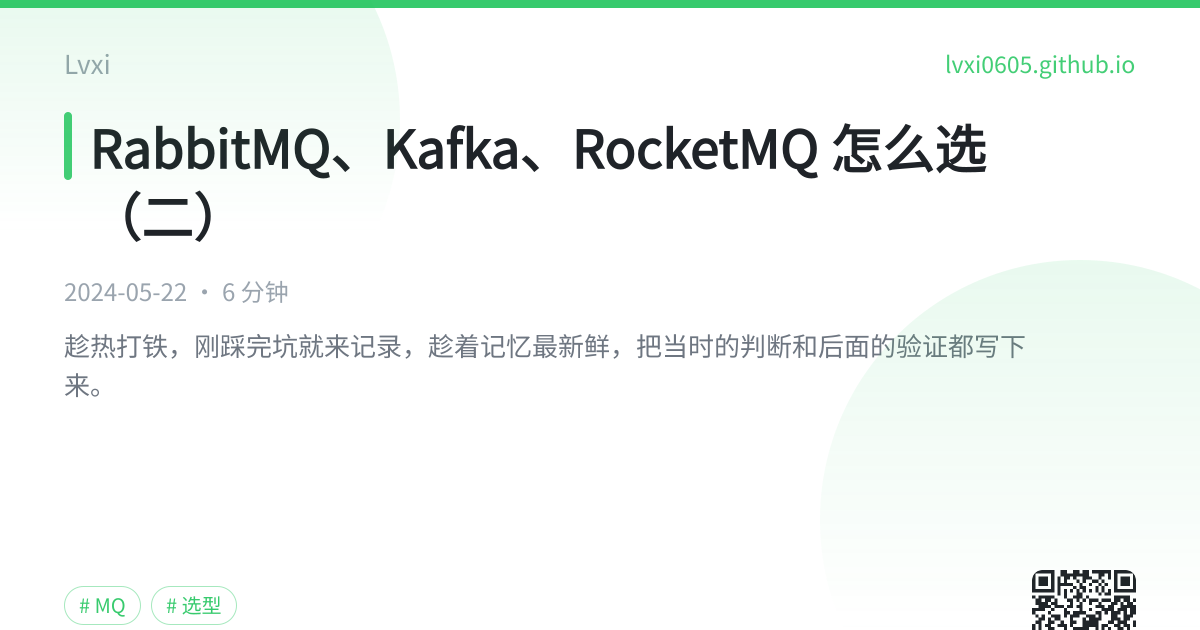 Lvxi
lvxi0605.github.io
RabbitMQ、Kafka、RocketMQ 怎么选
（二）
2024-05-22 · 6 分钟
趁热打铁，刚踩完坑就来记录，趁着记忆最新鲜，把当时的判断和后面的验证都写下
来。
# MQ
# 选型